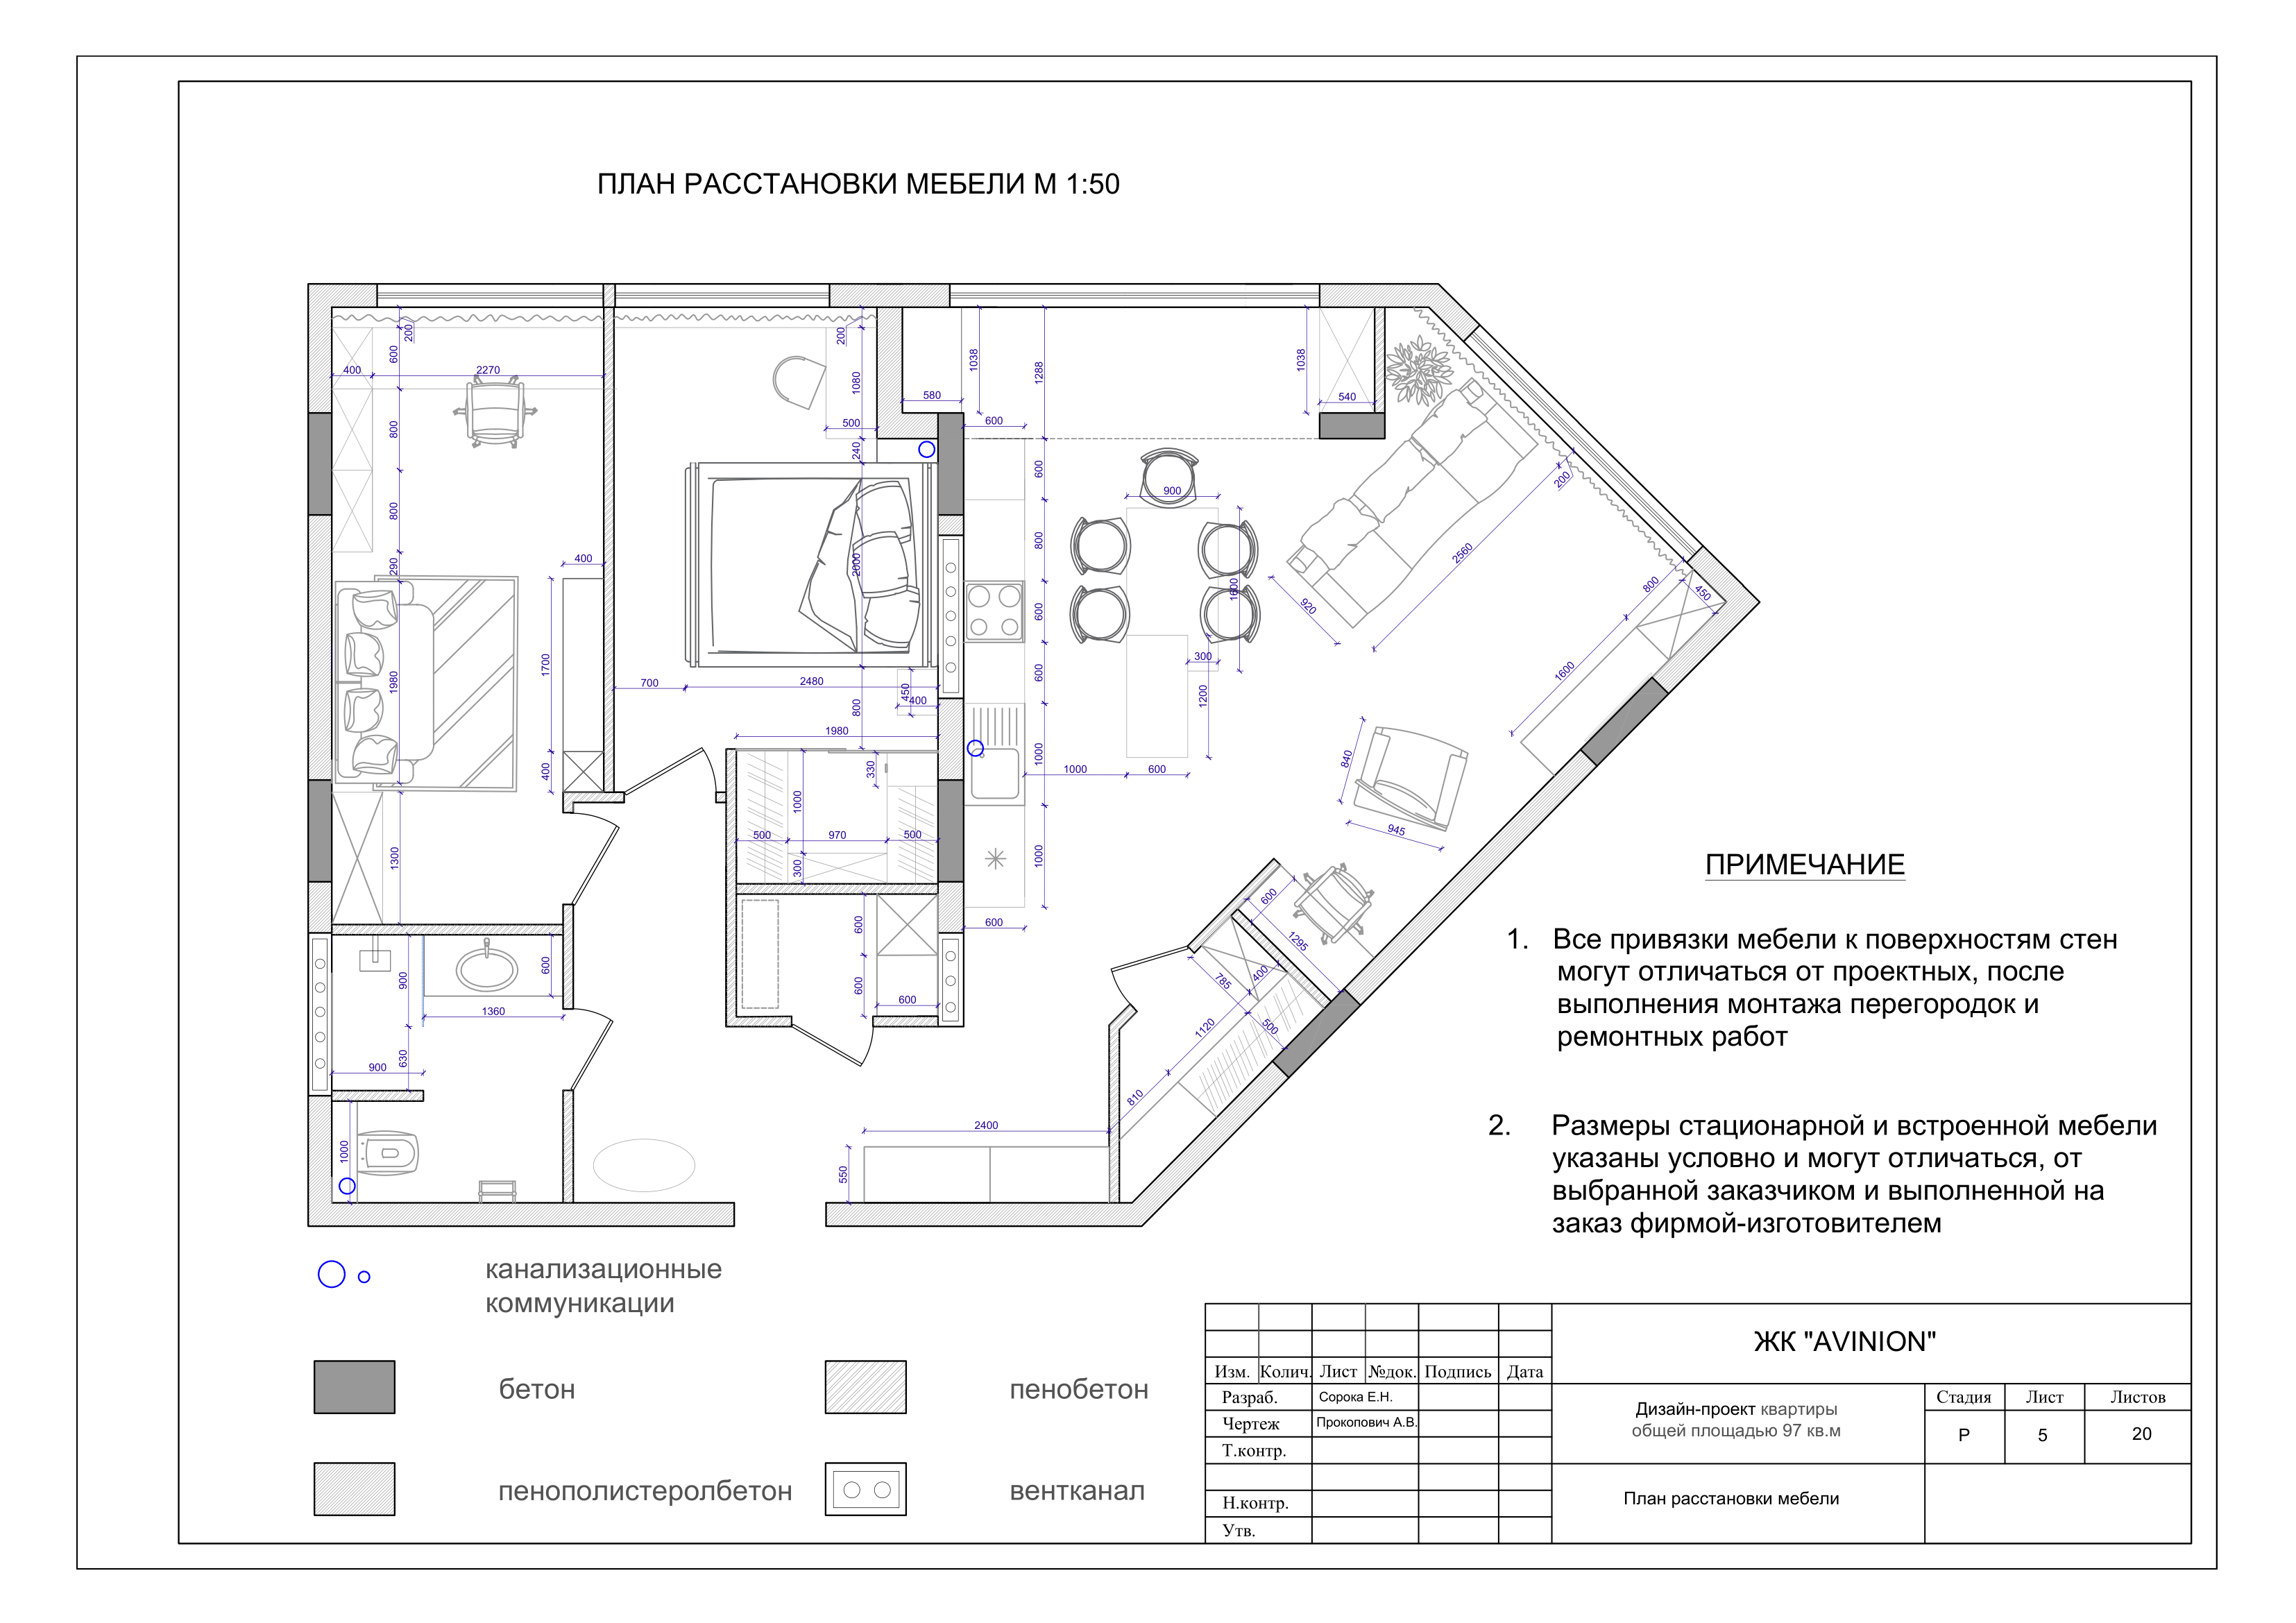 ПЛАН РАССТАНОВКИ МЕБЕЛИ М 1:50
200
600
400
2270
800
800
290
400
1980
1700
400
1300
200
1080
500
240
2000
700
2480
450
400
800
1980
330
1000
500
970
500
300
600
600
600
900
600
1360
630
900
1000
580
1038
1288
1038
540
600
600
800
600
600
1000
1000
600
900
1600
300
1200
1000
600
2560
200
920
800
450
1600
840
945
600
1295
785
400
500
1120
810
2400
550
ПРИМЕЧАНИЕ
1. Все привязки мебели к поверхностям стен
могут отличаться от проектных, после
выполнения монтажа перегородок и
ремонтных работ
2. Размеры стационарной и встроенной мебели
указаны условно и могут отличаться, от
выбранной заказчиком и выполненной на
заказ фирмой-изготовителем
канализационные
коммуникации
бетон
пенобетон
пенополистеролбетон
вентканал
ЖК "AVINION"
Изм. Колич. Лист №док. Подпись Дата
Разраб. Сорока Е.Н.
Чертеж Прокопович А.В.
Т.контр.
Н.контр.
Утв.
Дизайн-проект квартиры
общей площадью 97 кв.м
Стадия Лист Листов
Р 5 20
План расстановки мебели